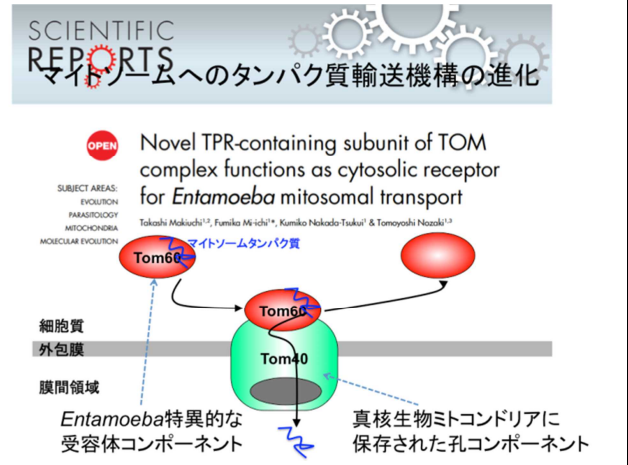 SCIENTIFIC
REPORTS
マイトソームへのタンパク質輸送機構の進化
OPEN
Novel TPR-containing subunit of TOM
complex functions as cytosolic receptor
for Entamoeba mitosomal transport
SUBJECT AREAS:
EVOLUTION
PARASITOLOGY
MITOCHONDRIA
MOLECULAR EVOLUTION
Takashi Makiuchi1,2, Fumika Mi-ichi1*, Kumiko Nakada-Tsukui1 & Tomoyoshi Nozaki1,3
マイトソームタンパク質
Tom60
Tom60
細胞質
外包膜
Tom40
膜間領域
Entamoeba特異的な
受容体コンポーネント
真核生物ミトコンドリアに
保存された孔コンポーネント